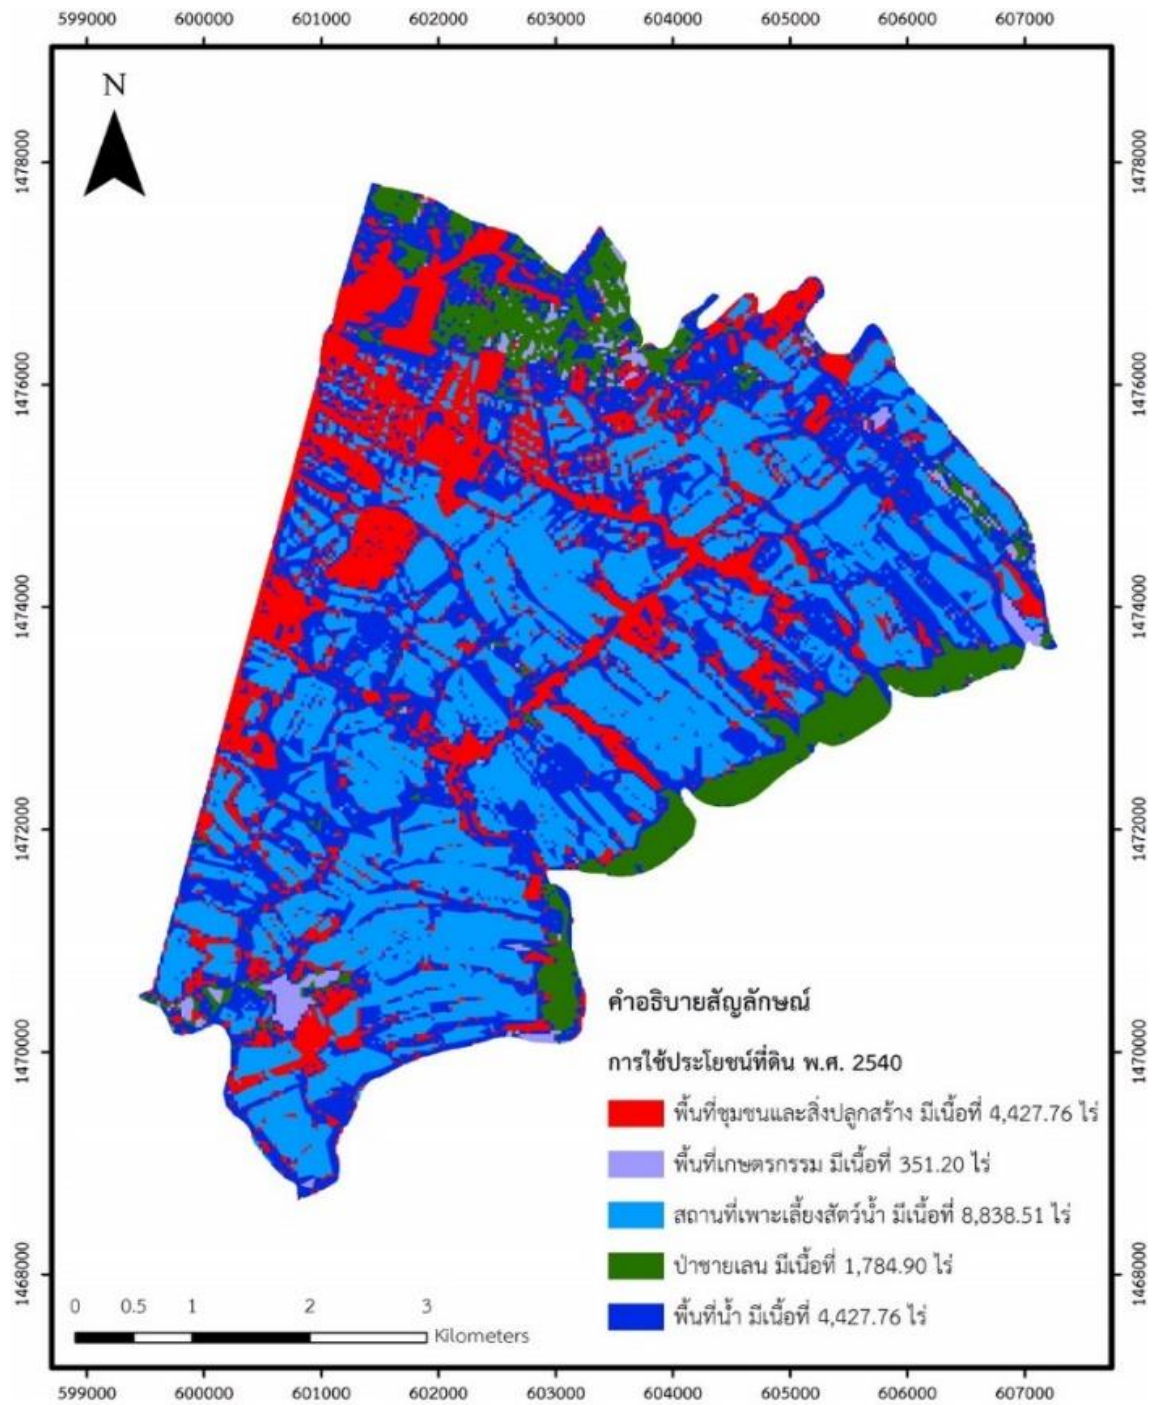 599000 600000 601000 602000 603000 604000 605000 606000 607000
N
1478000 1478000
1476000 1476000
1474000 1474000
1472000 1472000
คำอธิบายสัญลักษณ์
1470000 1470000
การใช้ประโยชน์ที่ดิน พ.ศ. 2540
พื้นที่ชุมชนและสิ่งปลูกสร้าง มีเนื้อที่ 4,427.76 ไร่
พื้นที่เกษตรกรรม มีเนื้อที่ 351.20 ไร่
สถานที่เพาะเลี้ยงสัตว์น้ำ มีเนื้อที่ 8,838.51 ไร่
ป่าชายเลน มีเนื้อที่ 1,784.90 ไร่
1468000 1468000
พื้นที่น้ำ มีเนื้อที่ 4,427.76 ไร่
0 0.5 1 2 3
Kilometers
599000 600000 601000 602000 603000 604000 605000 606000 607000